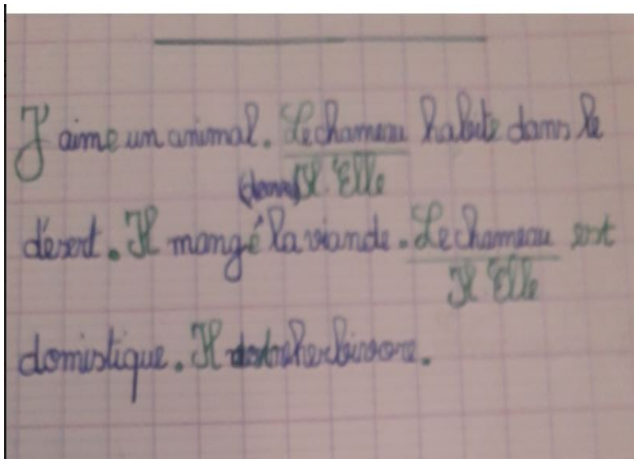 J'aime un animal. Le chameau habite dans le
Il Elle
désert. Il mangé la viande. Le chameau est
Il Elle
domistique. Il herbivore.